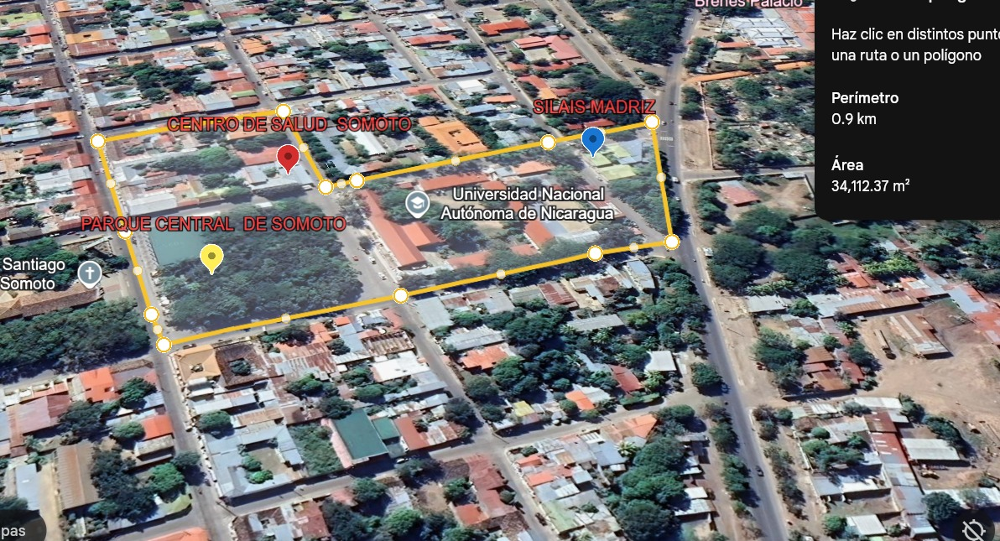 Brenes Palacio
Haz clic en distintos punto
una ruta o un polígono
Perímetro
0.9 km
Área
34,112.37 m²
SILAIS MADRIZ
CENTRO DE SALUD SOMOTO
Universidad Nacional
Autónoma de Nicaragua
PARQUE CENTRAL DE SOMOTO
Santiago
Somoto
pas